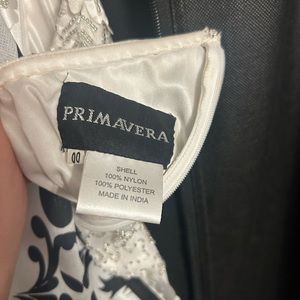 PRIMAVERA
00
SHELL
100% NYLON
100% POLYESTER
MADE IN INDIA